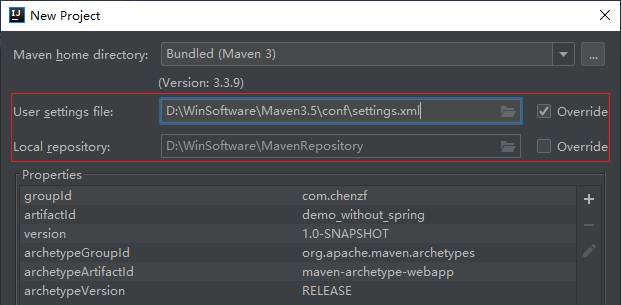 IJ New Project
Maven home directory: Bundled (Maven 3) ...
(Version: 3.3.9)
User settings file: D:\WinSoftware\Maven3.5\conf\settings.xml Override
Local repository: D:\WinSoftware\MavenRepository Override
Properties
groupId com.chenzf
artifactId demo_without_spring
version 1.0-SNAPSHOT
archetypeGroupId org.apache.maven.archetypes
archetypeArtifactId maven-archetype-webapp
archetypeVersion RELEASE